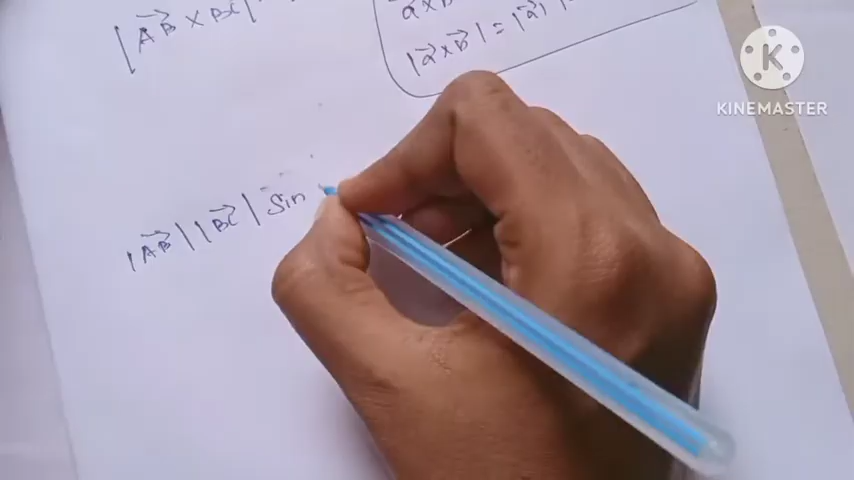 |AB⃗ × BC⃗|
a⃗ × b⃗
|a⃗ × b⃗| = |a⃗|
|AB⃗| |BC⃗| Sin
KINEMASTER